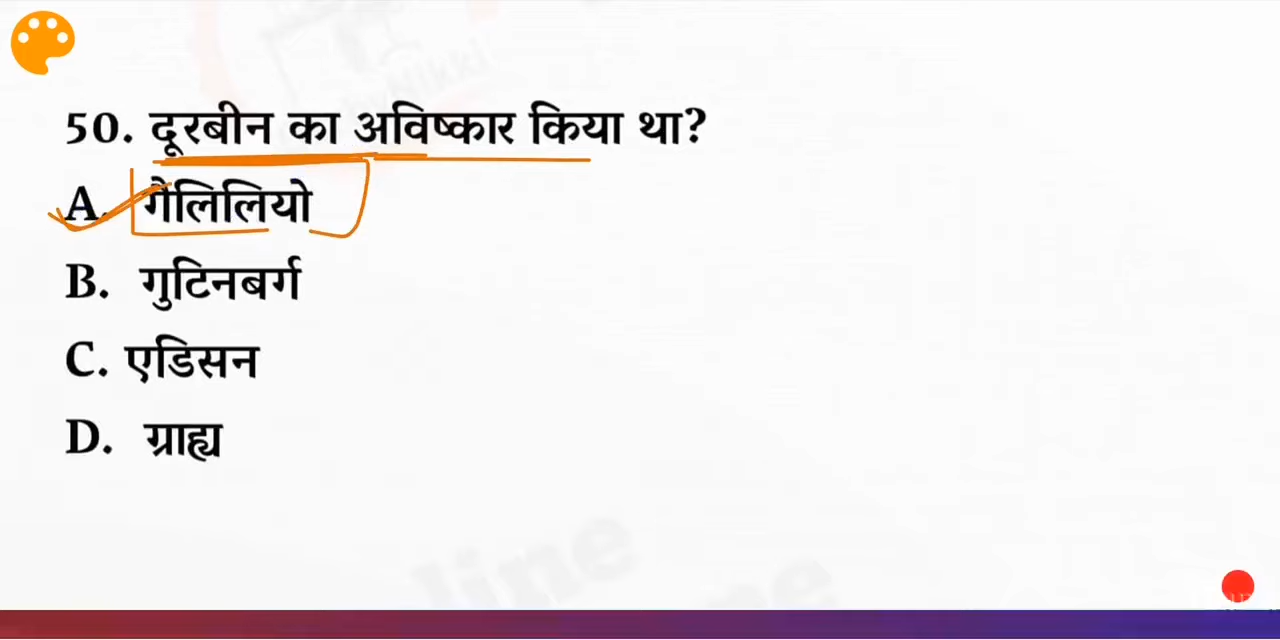 50. दूरबीन का अविष्कार किया था?
A. गैलिलियो
B. गुटिनबर्ग
C. एडिसन
D. ग्राह्य